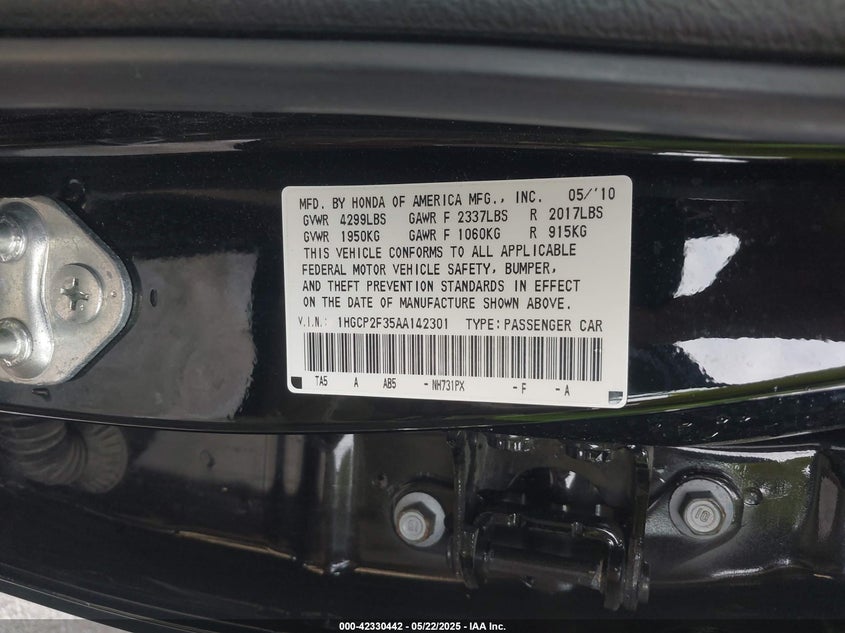 MFD. BY HONDA OF AMERICA MFG., INC. 05/'10
GVWR 4299LBS GAWR F 2337LBS R 2017LBS
GVWR 1950KG GAWR F 1060KG R 915KG
THIS VEHICLE CONFORMS TO ALL APPLICABLE
FEDERAL MOTOR VEHICLE SAFETY, BUMPER,
AND THEFT PREVENTION STANDARDS IN EFFECT
ON THE DATE OF MANUFACTURE SHOWN ABOVE.
V.I.N.: 1HGCP2F35AA142301 TYPE: PASSENGER CAR
TA5 A AB5 - NH731PX - F - A
000-42330442 - 05/22/2025 - IAA Inc.